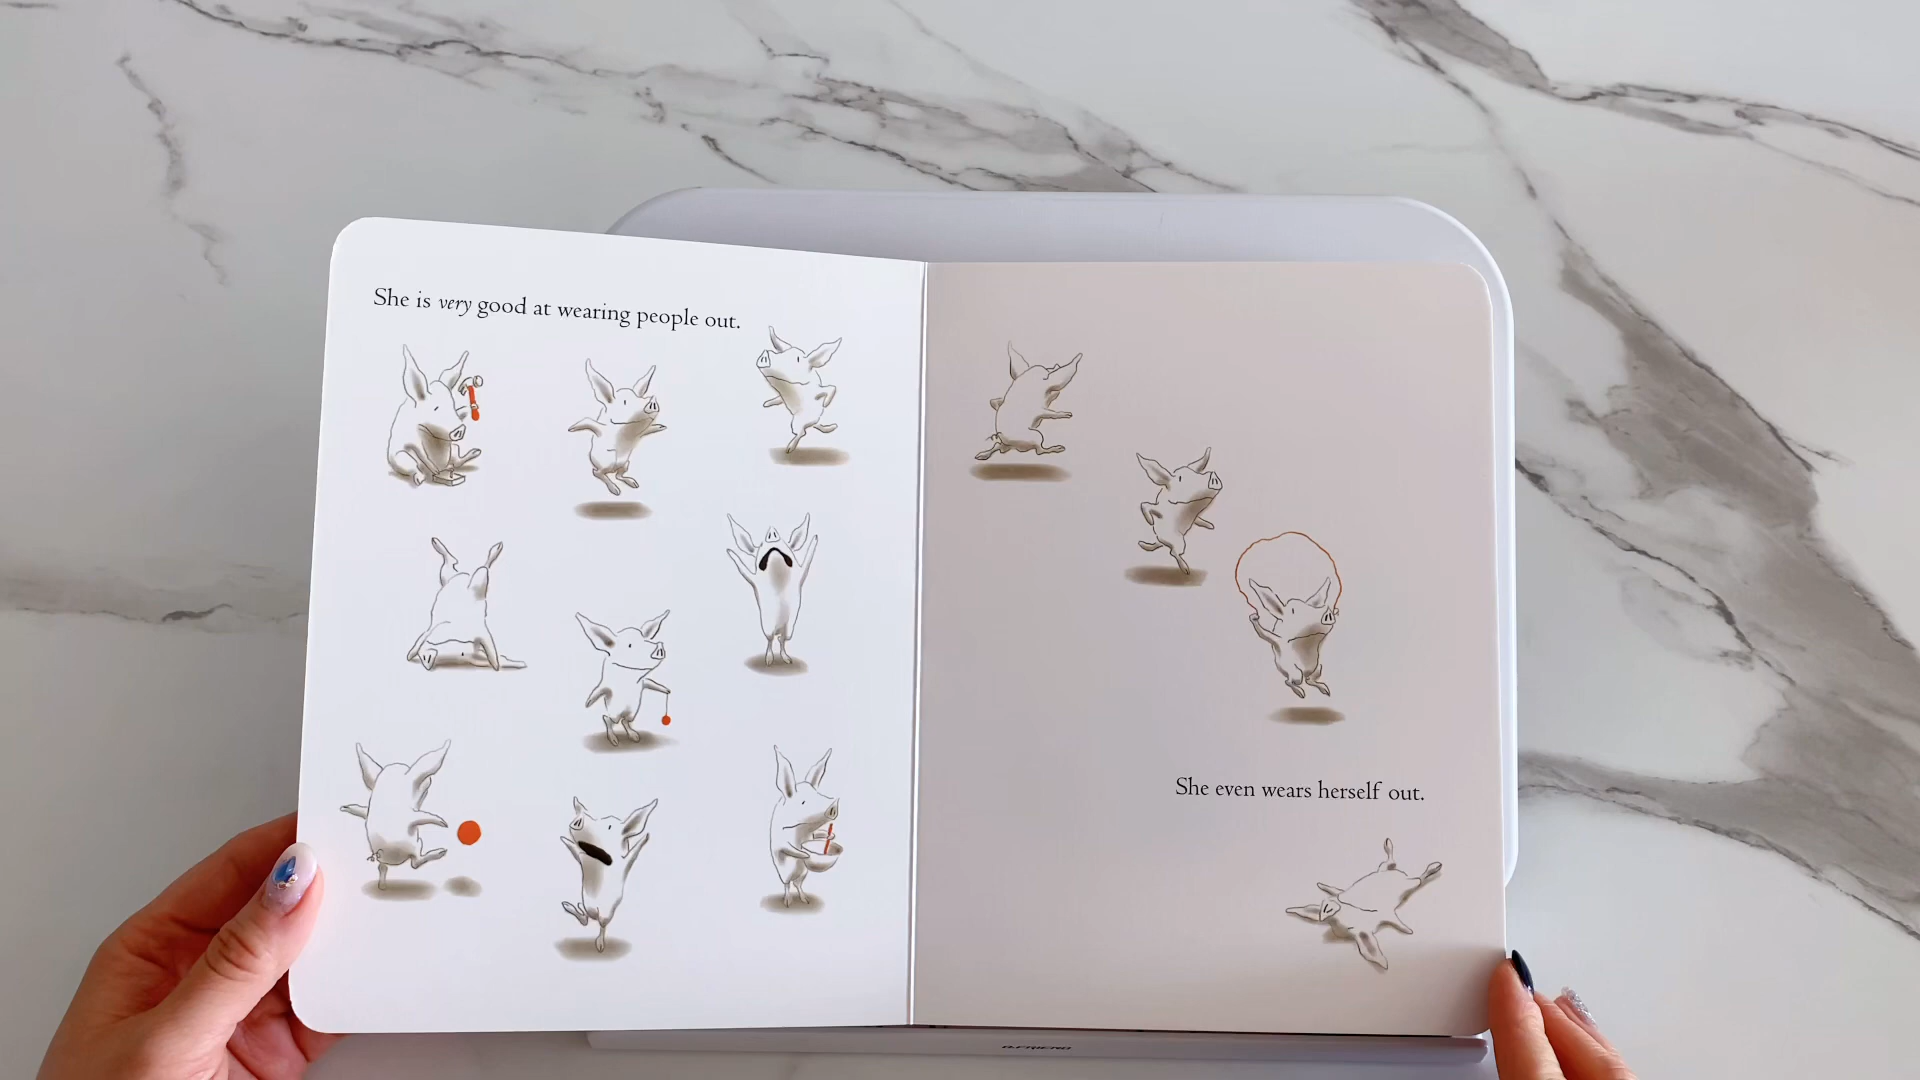 She is very good at wearing people out.
She even wears herself out.